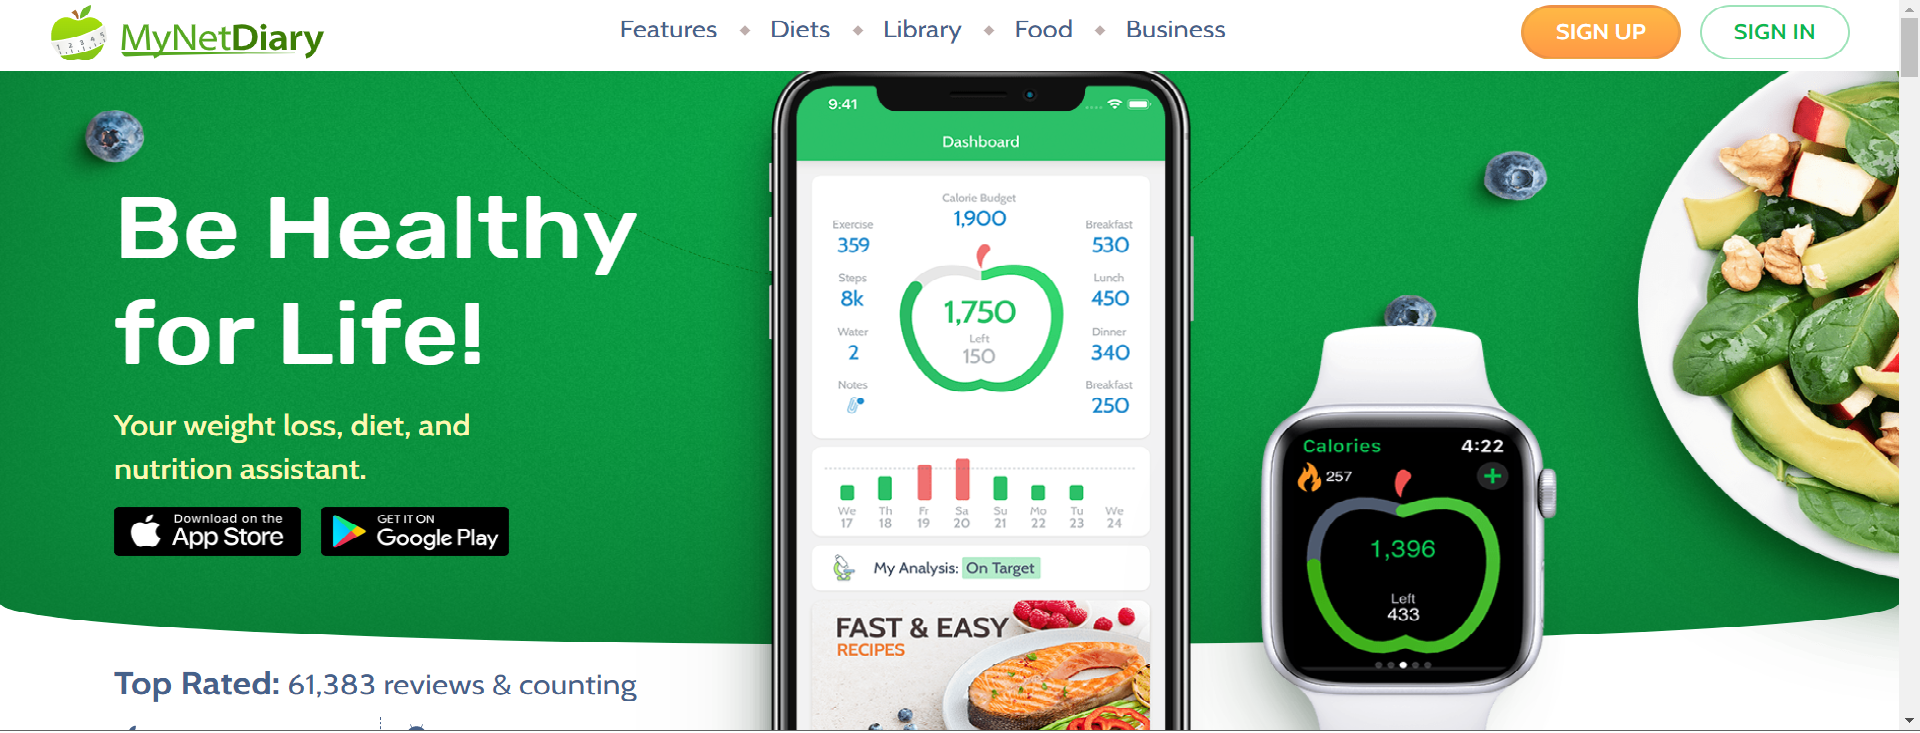 MyNetDiary
Features
Diets
Library
Food
Business
SIGN UP
SIGN IN
Be Healthy
for Life!
Your weight loss, diet, and
nutrition assistant.
Download on the
App Store
GET IT ON
Google Play
Top Rated: 61,383 reviews & counting
9:41
Dashboard
Calorie Budget
1,900
Exercise
359
Steps
8k
Water
2
Notes
1,750
Left
150
Breakfast
530
Lunch
450
Dinner
340
Breakfast
250
We Th Fr Sa Su Mo Tu We
17 18 19 20 21 22 23 24
My Analysis: On Target
FAST & EASY
RECIPES
Calories 4:22
257
1,396
Left
433